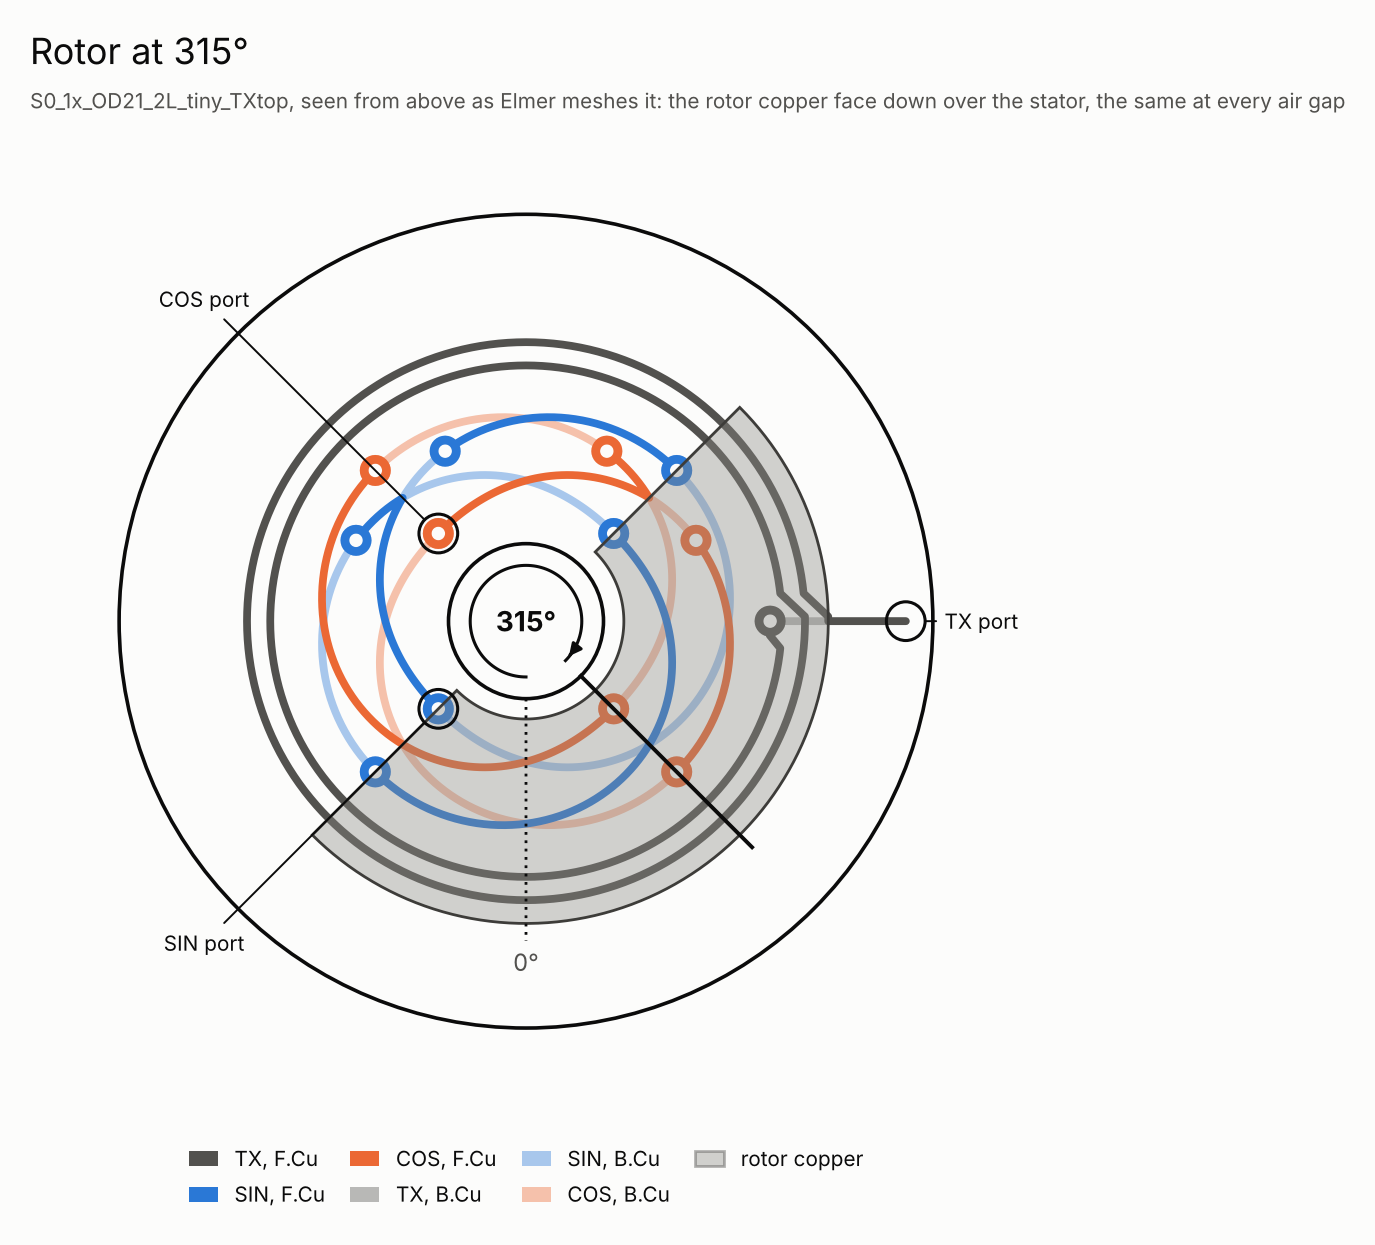 Rotor at 315°
S0_1x_OD21_2L_tiny_TXtop, seen from above as Elmer meshes it: the rotor copper face down over the stator, the same at every air gap
COS port
315°
TX port
SIN port
0°
TX, F.Cu
COS, F.Cu
SIN, B.Cu
rotor copper
SIN, F.Cu
TX, B.Cu
COS, B.Cu